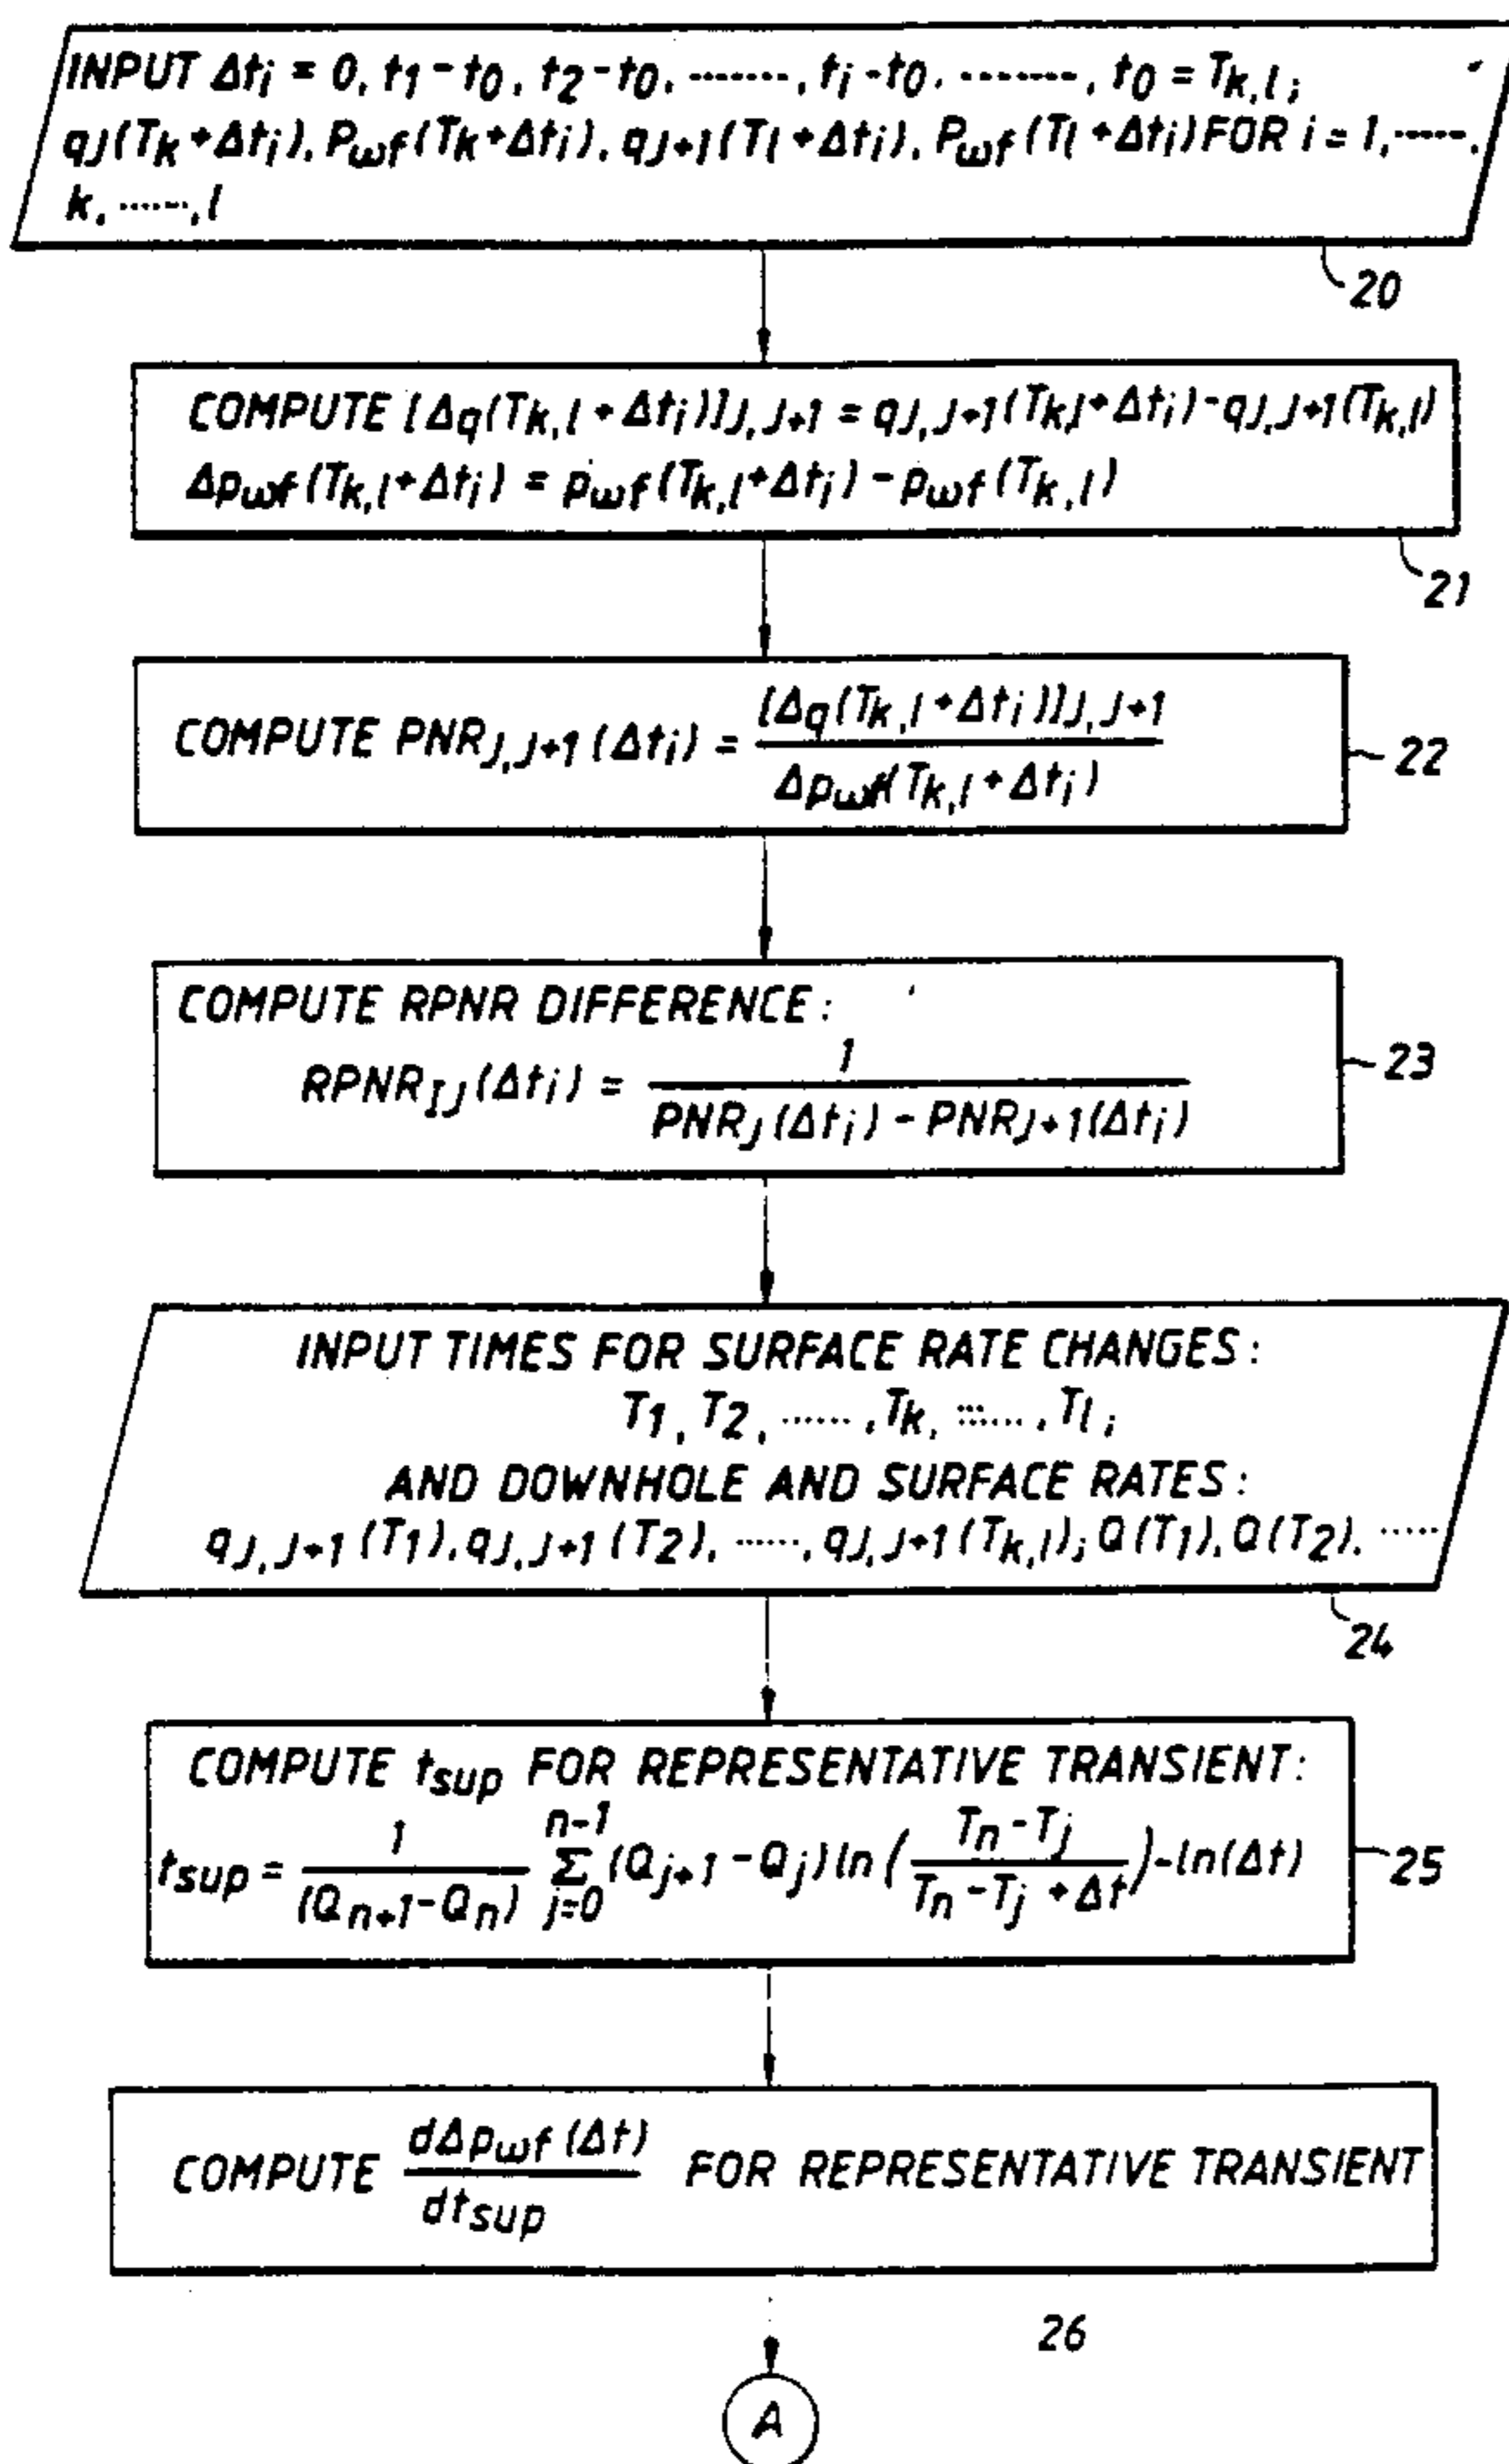 INPUT Δti = 0, t1 - t0, t2 - t0, ......., ti - t0, ........, t0 = Tk,l;
qJ(Tk + Δti), Pωf(Tk + Δti), qJ+1(Tl + Δti), Pωf(Tl + Δti) FOR i = 1, ......,
k, ......, l
20
COMPUTE [Δq(Tk,l + Δti)]J,J+1 = qJ,J+1(Tk,l + Δti) - qJ,J+1(Tk,l)
Δpωf(Tk,l + Δti) = pωf(Tk,l + Δti) - pωf(Tk,l)
21
[Δq(Tk,l + Δti)]J,J+1
COMPUTE PNRJ,J+1 (Δti) =
Δpωf(Tk,l + Δti)
22
COMPUTE RPNR DIFFERENCE:
1
RPNRIJ(Δti) =
PNRJ(Δti) - PNRJ+1(Δti)
23
INPUT TIMES FOR SURFACE RATE CHANGES:
T1, T2, ......, Tk, ......, Tl;
AND DOWNHOLE AND SURFACE RATES:
qJ,J+1(T1), qJ,J+1(T2), ......, qJ,J+1(Tk,l); Q(T1), Q(T2), .....
24
COMPUTE tsup FOR REPRESENTATIVE TRANSIENT:
tsup = 1/(Qn+1 - Qn) n-1 Σ j=0 (Qj+1 - Qj) ln (Tn - Tj / Tn - Tj + Δt) - ln(Δt)
25
dΔpωf(Δt)
COMPUTE FOR REPRESENTATIVE TRANSIENT
dtsup
26
A